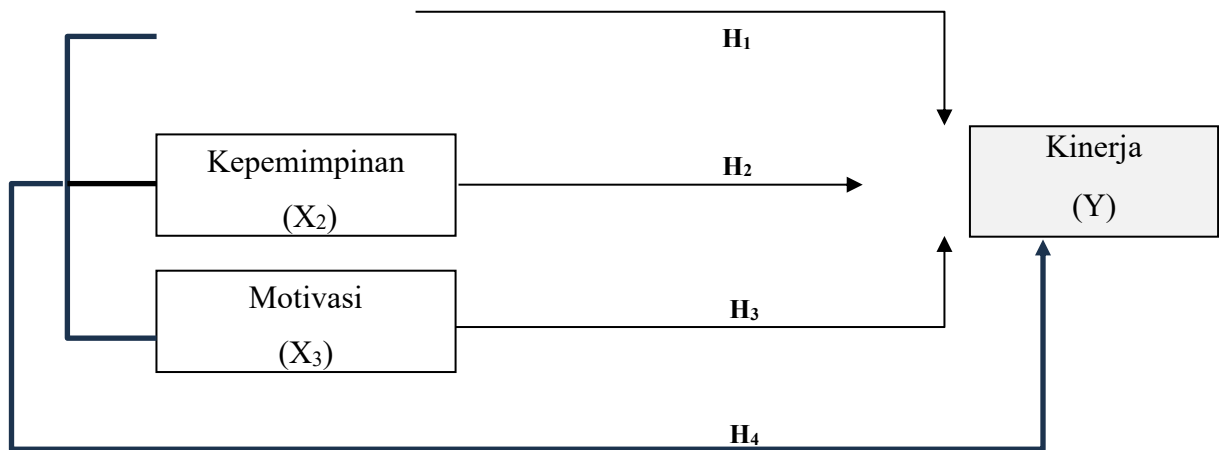 H₁
Kepemimpinan
(X₂)
H₂
Kinerja
(Y)
Motivasi
(X₃)
H₃
H₄